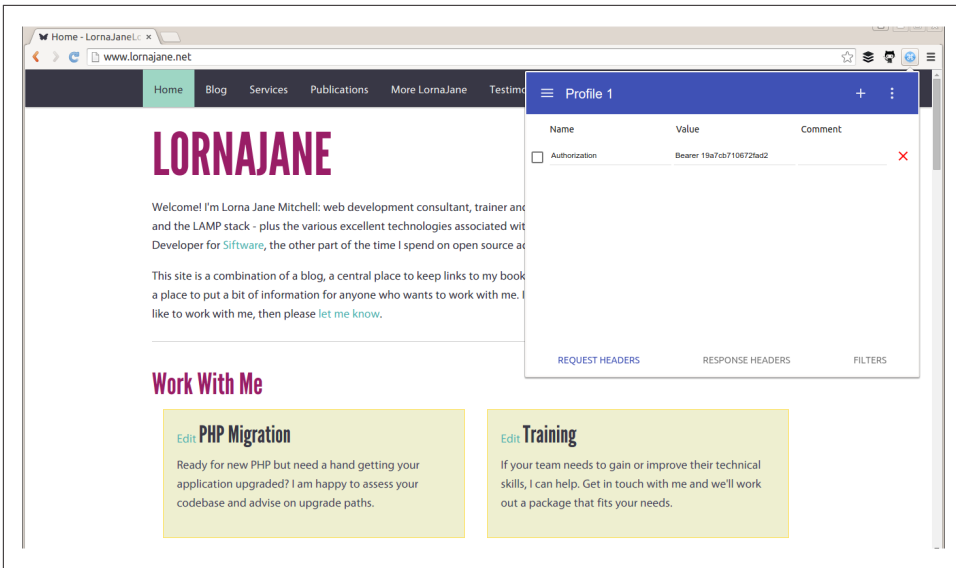 Home - LornaJaneLc
www.lornajane.net
Home Blog Services Publications More LornaJane Testimo
Profile 1
Name Value Comment
Authorization Bearer 19a7cb710672fad2
REQUEST HEADERS RESPONSE HEADERS FILTERS
LORNAJANE
Welcome! I'm Lorna Jane Mitchell: web development consultant, trainer and
and the LAMP stack - plus the various excellent technologies associated wit
Developer for Siftware, the other part of the time I spend on open source ac
This site is a combination of a blog, a central place to keep links to my book
a place to put a bit of information for anyone who wants to work with me. I
like to work with me, then please let me know.
Work With Me
Edit PHP Migration
Ready for new PHP but need a hand getting your
application upgraded? I am happy to assess your
codebase and advise on upgrade paths.
Edit Training
If your team needs to gain or improve their technical
skills, I can help. Get in touch with me and we'll work
out a package that fits your needs.